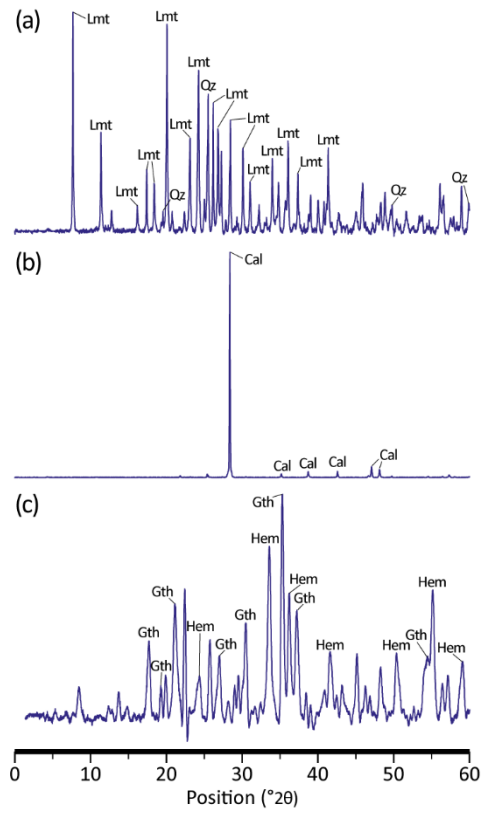 (a)
Lmt
Lmt
Lmt
Qz
Lmt
Lmt
Lmt
Lmt
Lmt
Lmt
Lmt
Lmt
Lmt
Lmt
Qz
Lmt
Qz
Qz
(b)
Cal
Cal
Cal
Cal
Cal
(c)
Gth
Hem
Gth
Hem
Hem
Gth
Hem
Gth
Gth
Gth
Hem
Gth
Hem
Hem
0
10
20
30
40
50
60
Position (°2θ)